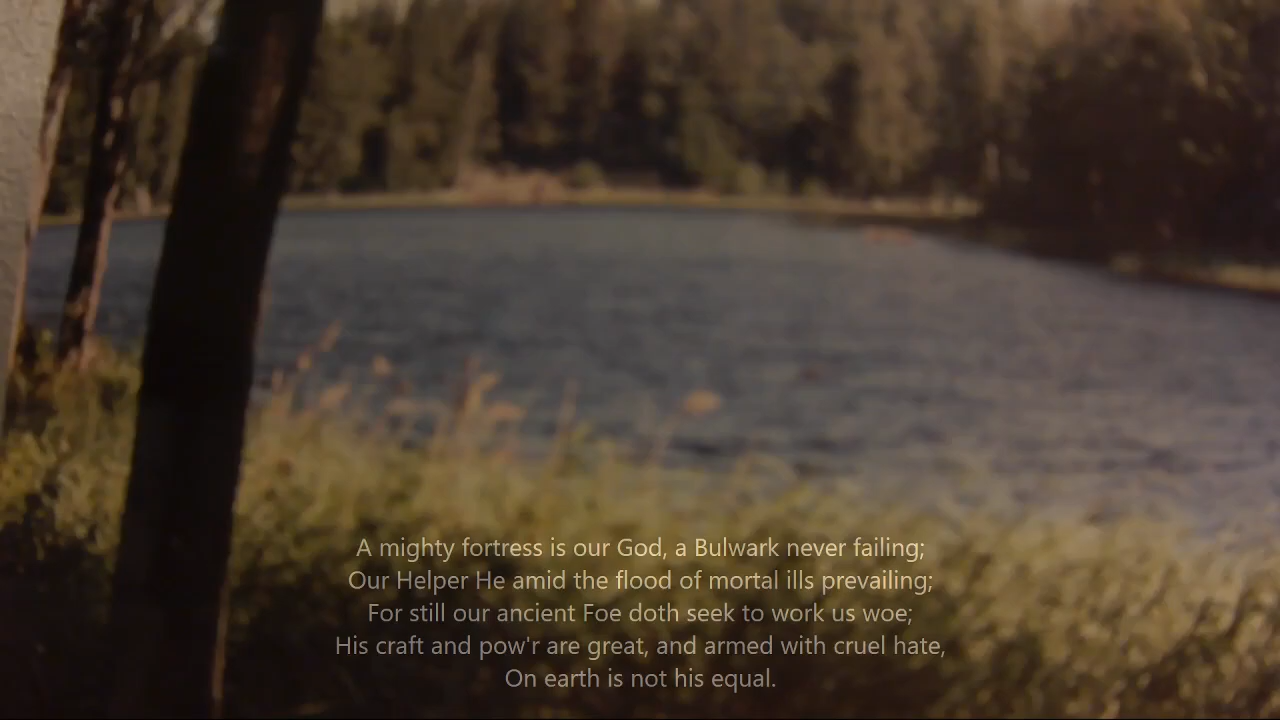 A mighty fortress is our God, a Bulwark never failing;
Our Helper He amid the flood of mortal ills prevailing;
For still our ancient Foe doth seek to work us woe;
His craft and pow'r are great, and armed with cruel hate,
On earth is not his equal.